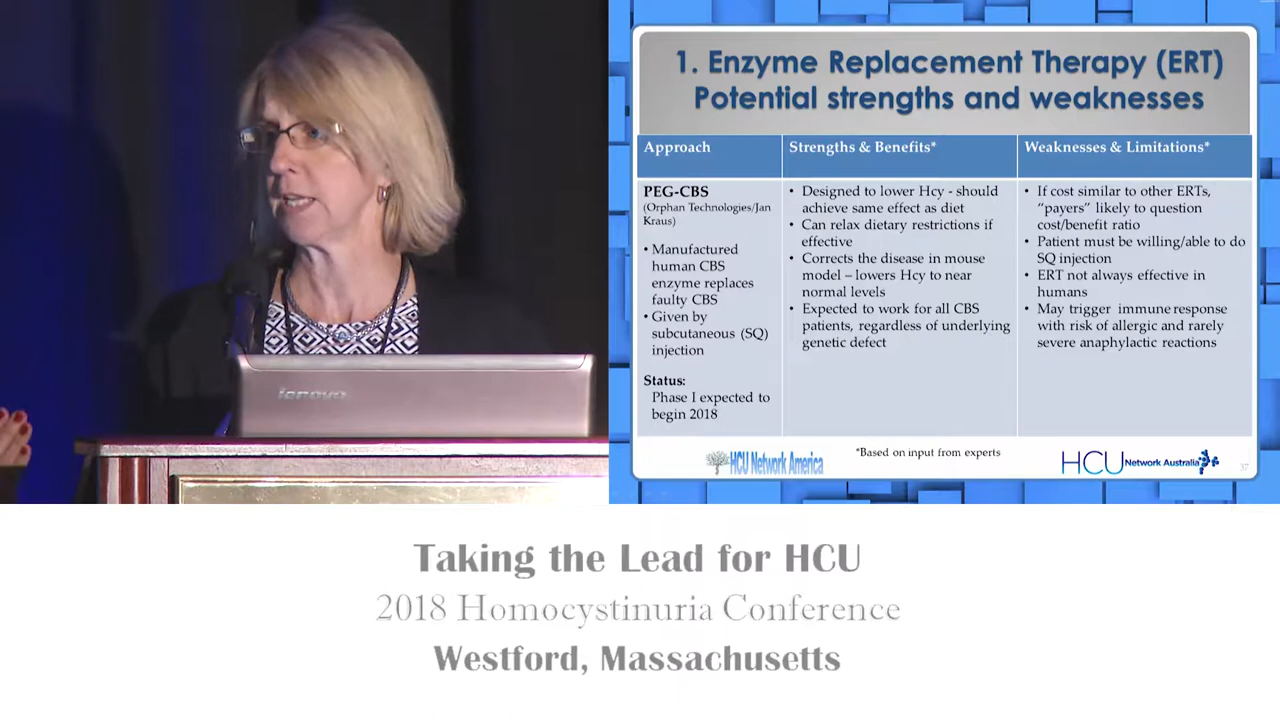 lenovo
1. Enzyme Replacement Therapy (ERT)
Potential strengths and weaknesses
Approach
Strengths & Benefits*
Weaknesses & Limitations*
PEG-CBS
(Orphan Technologies/Jan
Kraus)
• Manufactured
human CBS
enzyme replaces
faulty CBS
• Given by
subcutaneous (SQ)
injection
Status:
Phase I expected to
begin 2018
• Designed to lower Hcy - should
achieve same effect as diet
• Can relax dietary restrictions if
effective
• Corrects the disease in mouse
model – lowers Hcy to near
normal levels
• Expected to work for all CBS
patients, regardless of underlying
genetic defect
• If cost similar to other ERTs,
“payers” likely to question
cost/benefit ratio
• Patient must be willing/able to do
SQ injection
• ERT not always effective in
humans
• May trigger immune response
with risk of allergic and rarely
severe anaphylactic reactions
HCU Network America
*Based on input from experts
HCU Network Australia
37
Taking the Lead for HCU
2018 Homocystinuria Conference
Westford, Massachusetts